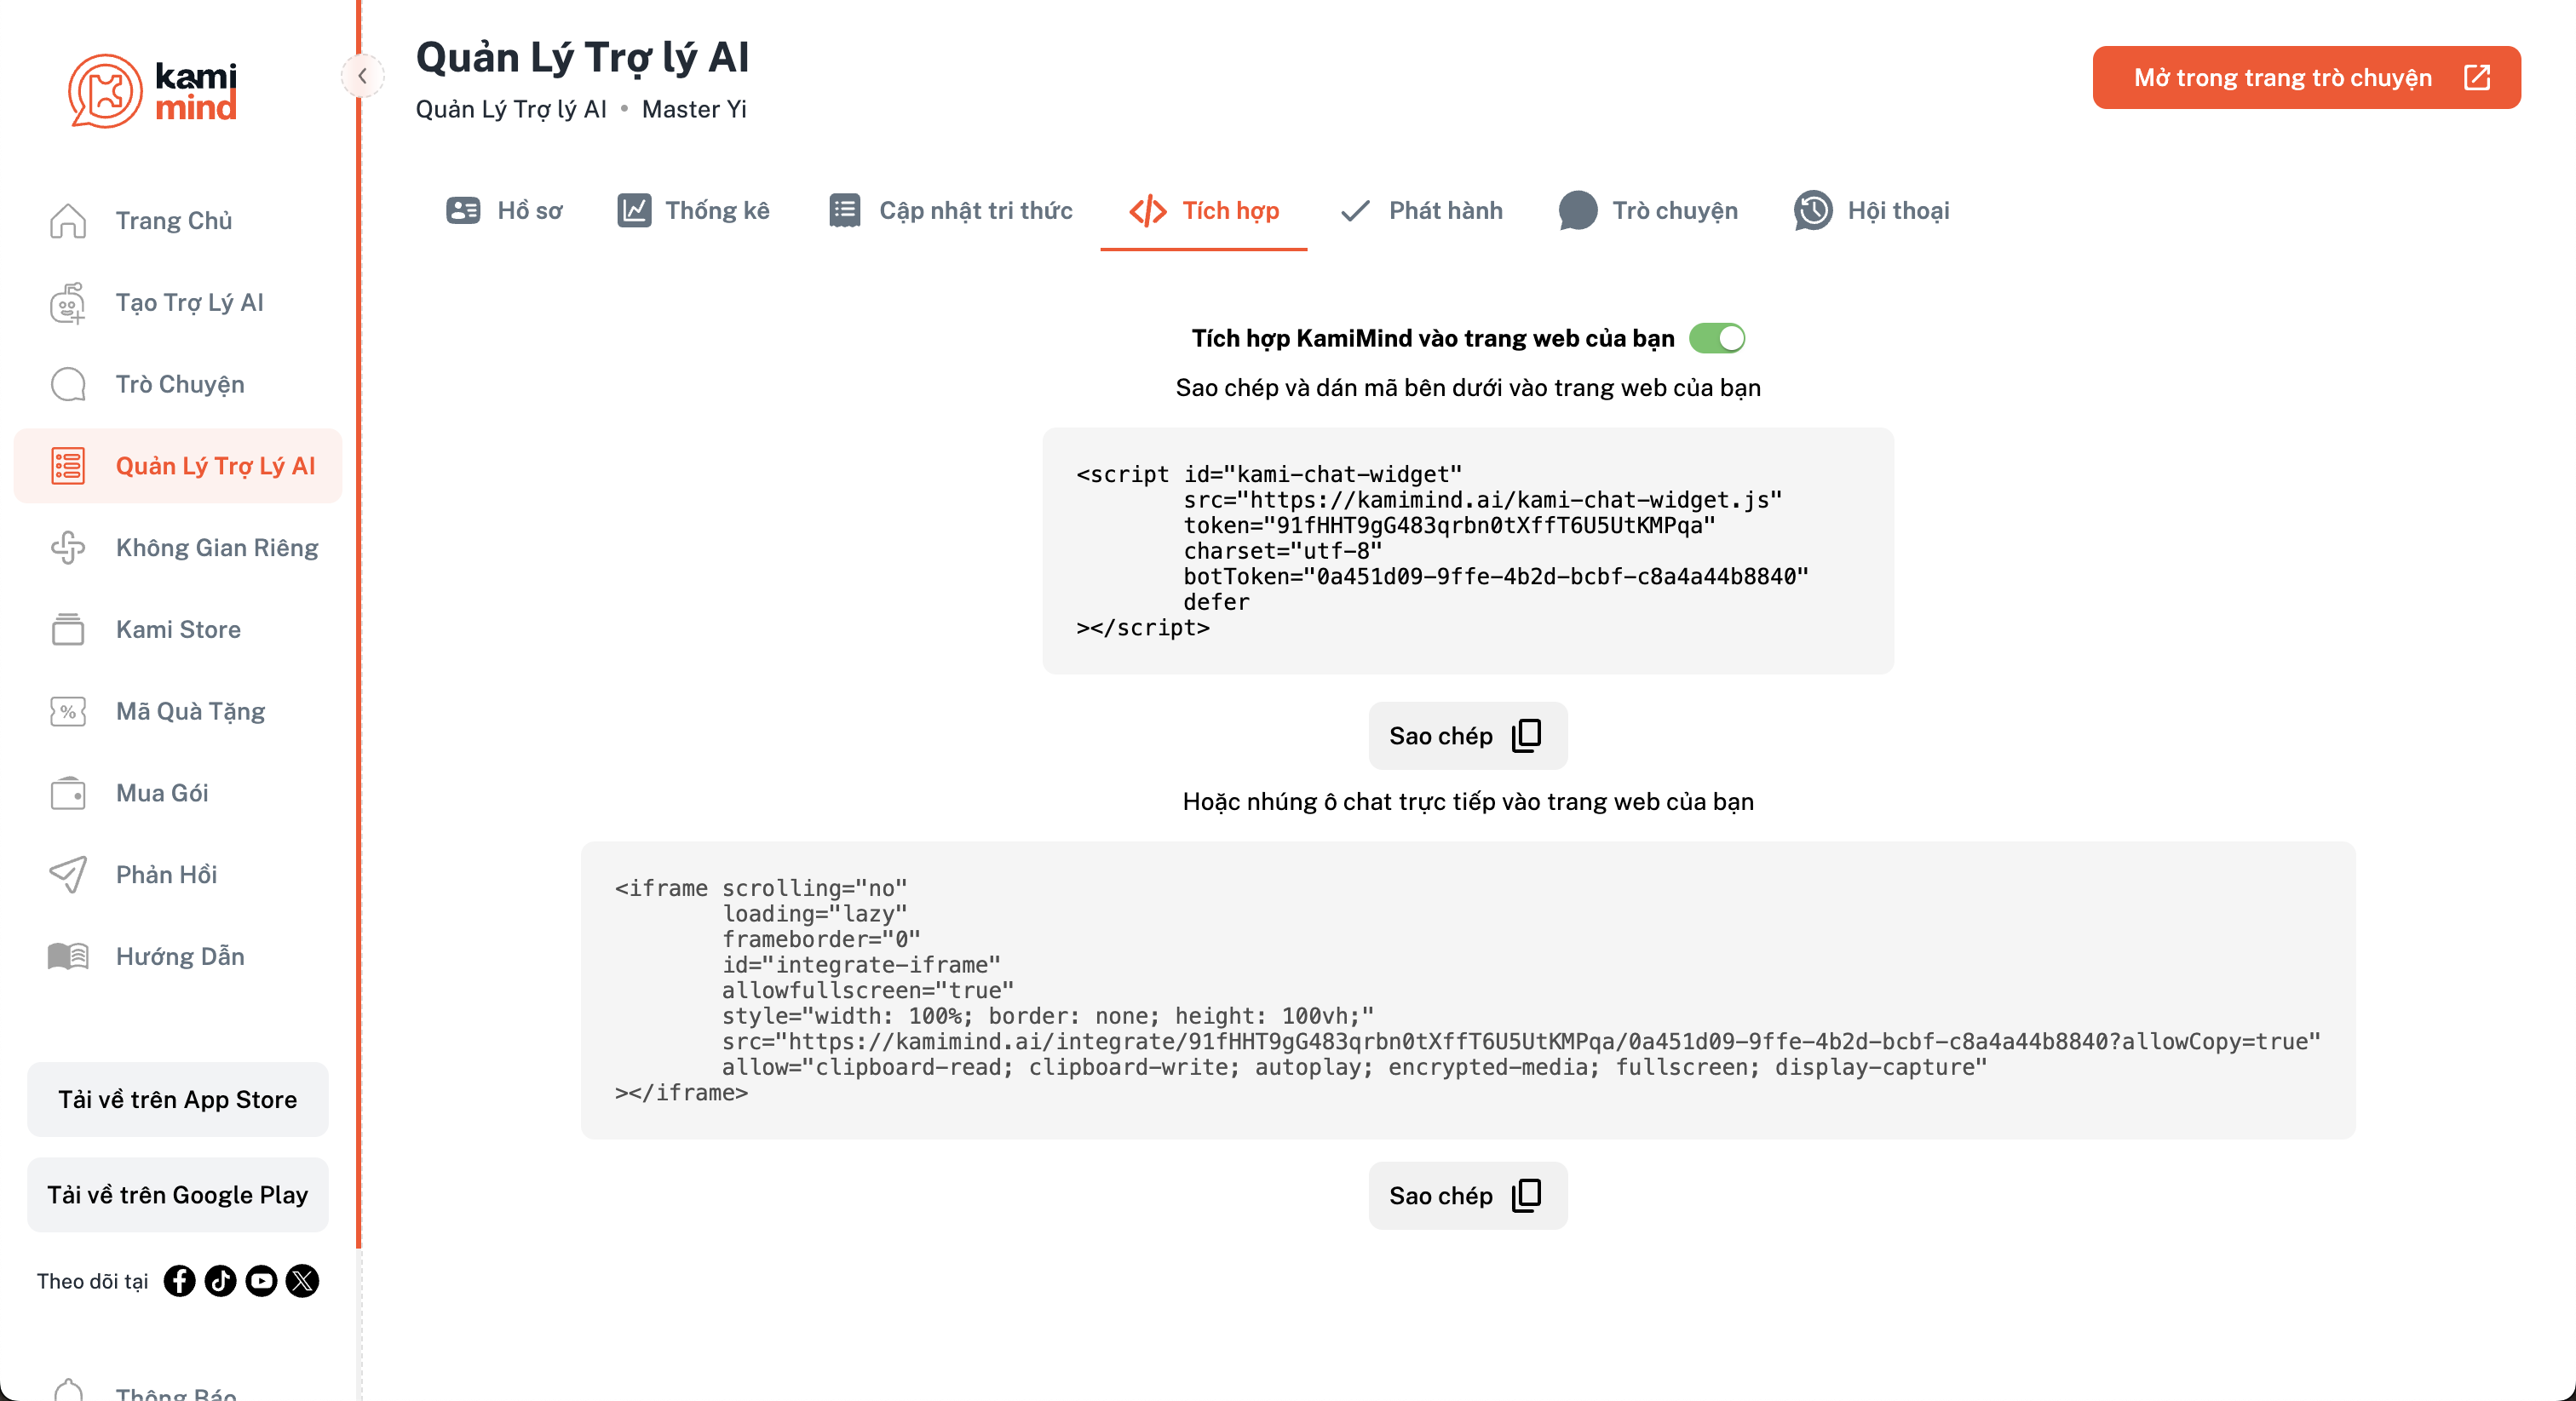 kami
mind
Trang Chủ
Tạo Trợ Lý AI
Trò Chuyện
Quản Lý Trợ Lý AI
Không Gian Riêng
Kami Store
Mã Quà Tặng
Mua Gói
Phản Hồi
Hướng Dẫn
Tải về trên App Store
Tải về trên Google Play
Theo dõi tại
Thông Báo
Quản Lý Trợ lý AI
Quản Lý Trợ lý AI • Master Yi
Mở trong trang trò chuyện
Hồ sơ
Thống kê
Cập nhật tri thức
Tích hợp
Phát hành
Trò chuyện
Hội thoại
Tích hợp KamiMind vào trang web của bạn
Sao chép và dán mã bên dưới vào trang web của bạn
<script id="kami-chat-widget"
src="https://kamimind.ai/kami-chat-widget.js"
token="91fHHT9gG483qrbn0tXffT6U5UtKMPqa"
charset="utf-8"
botToken="0a451d09-9ffe-4b2d-bcbf-c8a4a44b8840"
defer
></script>
Sao chép
Hoặc nhúng ô chat trực tiếp vào trang web của bạn
<iframe scrolling="no"
loading="lazy"
frameborder="0"
id="integrate-iframe"
allowfullscreen="true"
style="width: 100%; border: none; height: 100vh;"
src="https://kamimind.ai/integrate/91fHHT9gG483qrbn0tXffT6U5UtKMPqa/0a451d09-9ffe-4b2d-bcbf-c8a4a44b8840?allowCopy=true"
allow="clipboard-read; clipboard-write; autoplay; encrypted-media; fullscreen; display-capture"
></iframe>
Sao chép